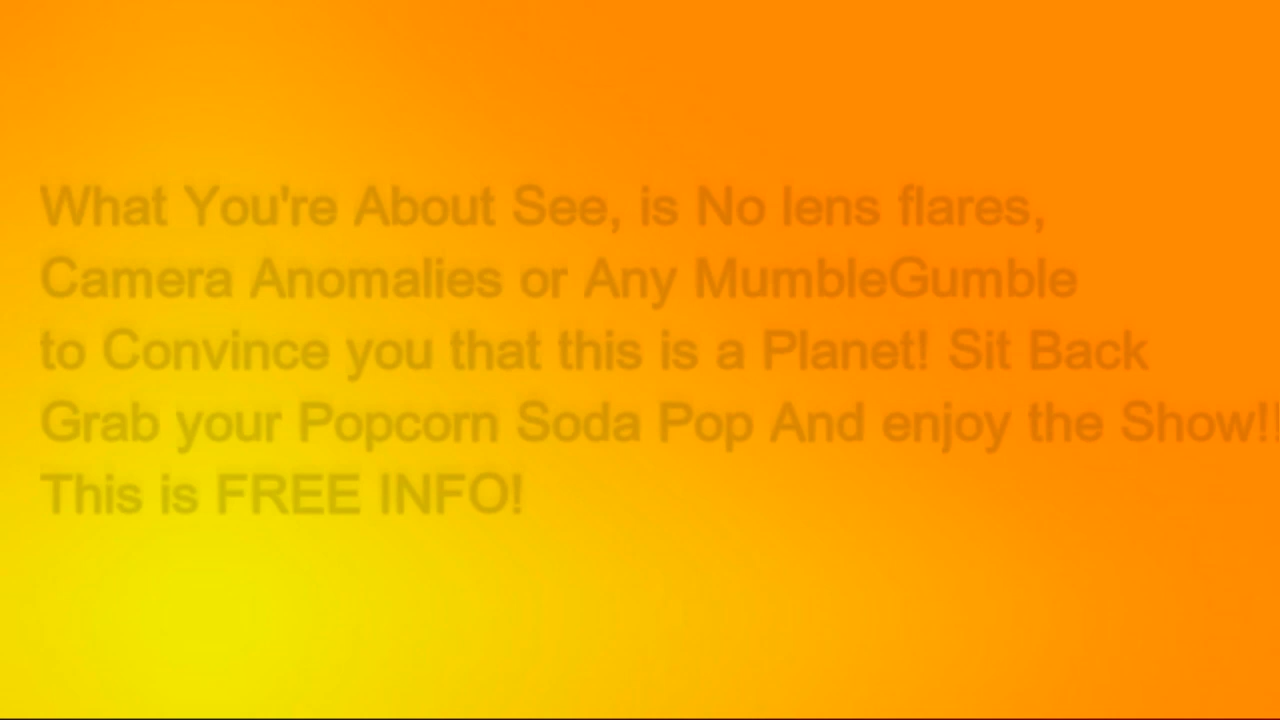 What You're About See, is No lens flares,
Camera Anomalies or Any MumbleGumble
to Convince you that this is a Planet! Sit Back
Grab your Popcorn Soda Pop And enjoy the Show!!
This is FREE INFO!